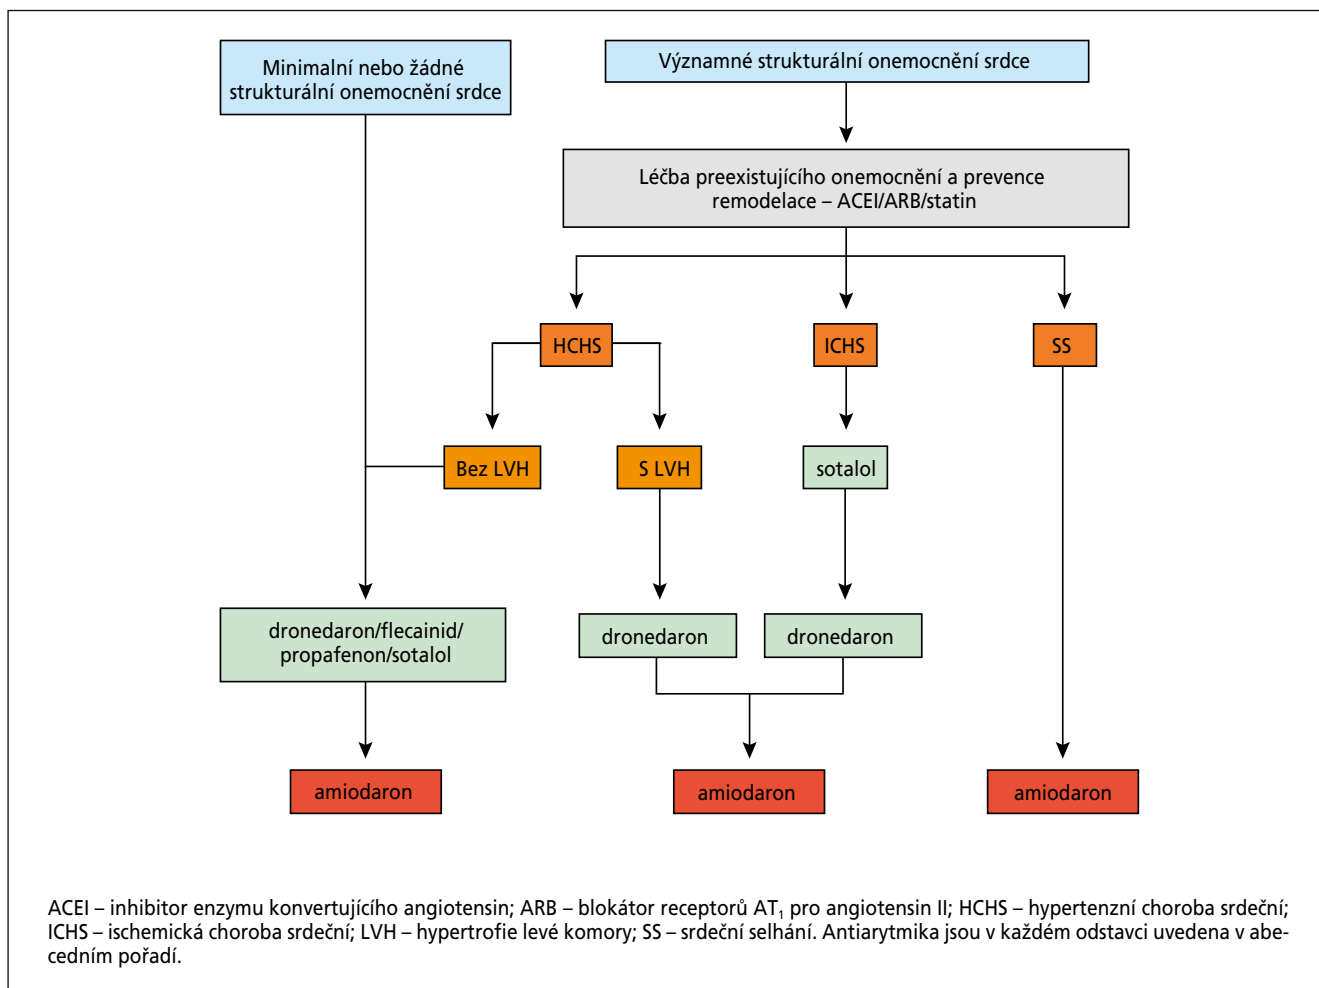 Minimalní nebo žádné
strukturální onemocnění srdce
Významné strukturální onemocnění srdce
Léčba preexistujícího onemocnění a prevence
remodelace – ACEI/ARB/statin
HCHS
ICHS
SS
Bez LVH
S LVH
sotalol
dronedaron/flecainid/
propafenon/sotalol
dronedaron
dronedaron
amiodaron
amiodaron
amiodaron
ACEI – inhibitor enzymu konvertujícího angiotensin; ARB – blokátor receptorů AT₁ pro angiotensin II; HCHS – hypertenzní choroba srdeční;
ICHS – ischemická choroba srdeční; LVH – hypertrofie levé komory; SS – srdeční selhání. Antiarytmika jsou v každém odstavci uvedena v abe-
cedním pořadí.